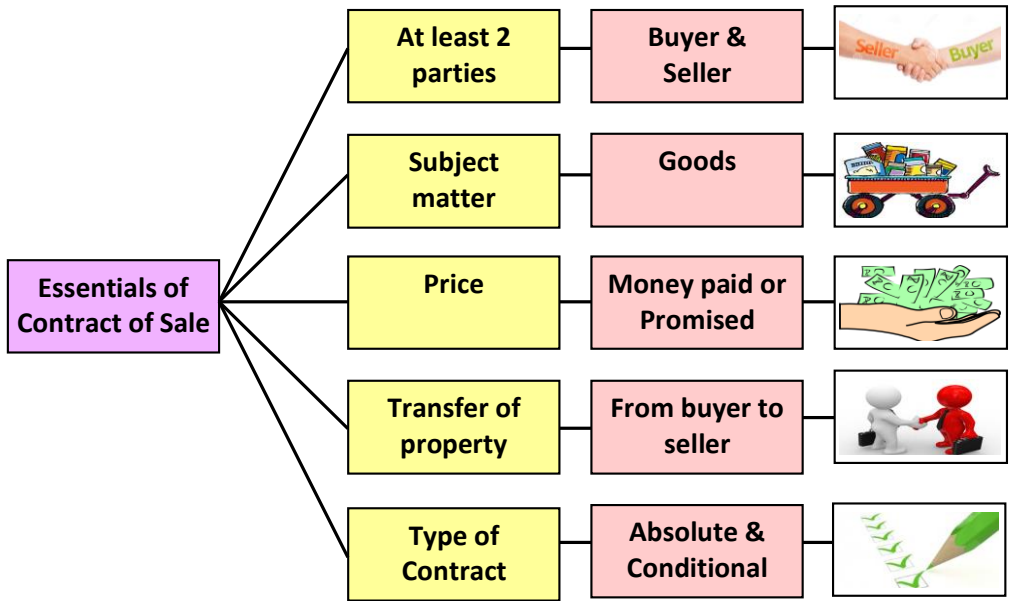 At least 2
parties
Buyer &
Seller
Seller
Buyer
Subject
matter
Goods
Essentials of
Contract of Sale
Price
Money paid or
Promised
Transfer of
property
From buyer to
seller
Type of
Contract
Absolute &
Conditional